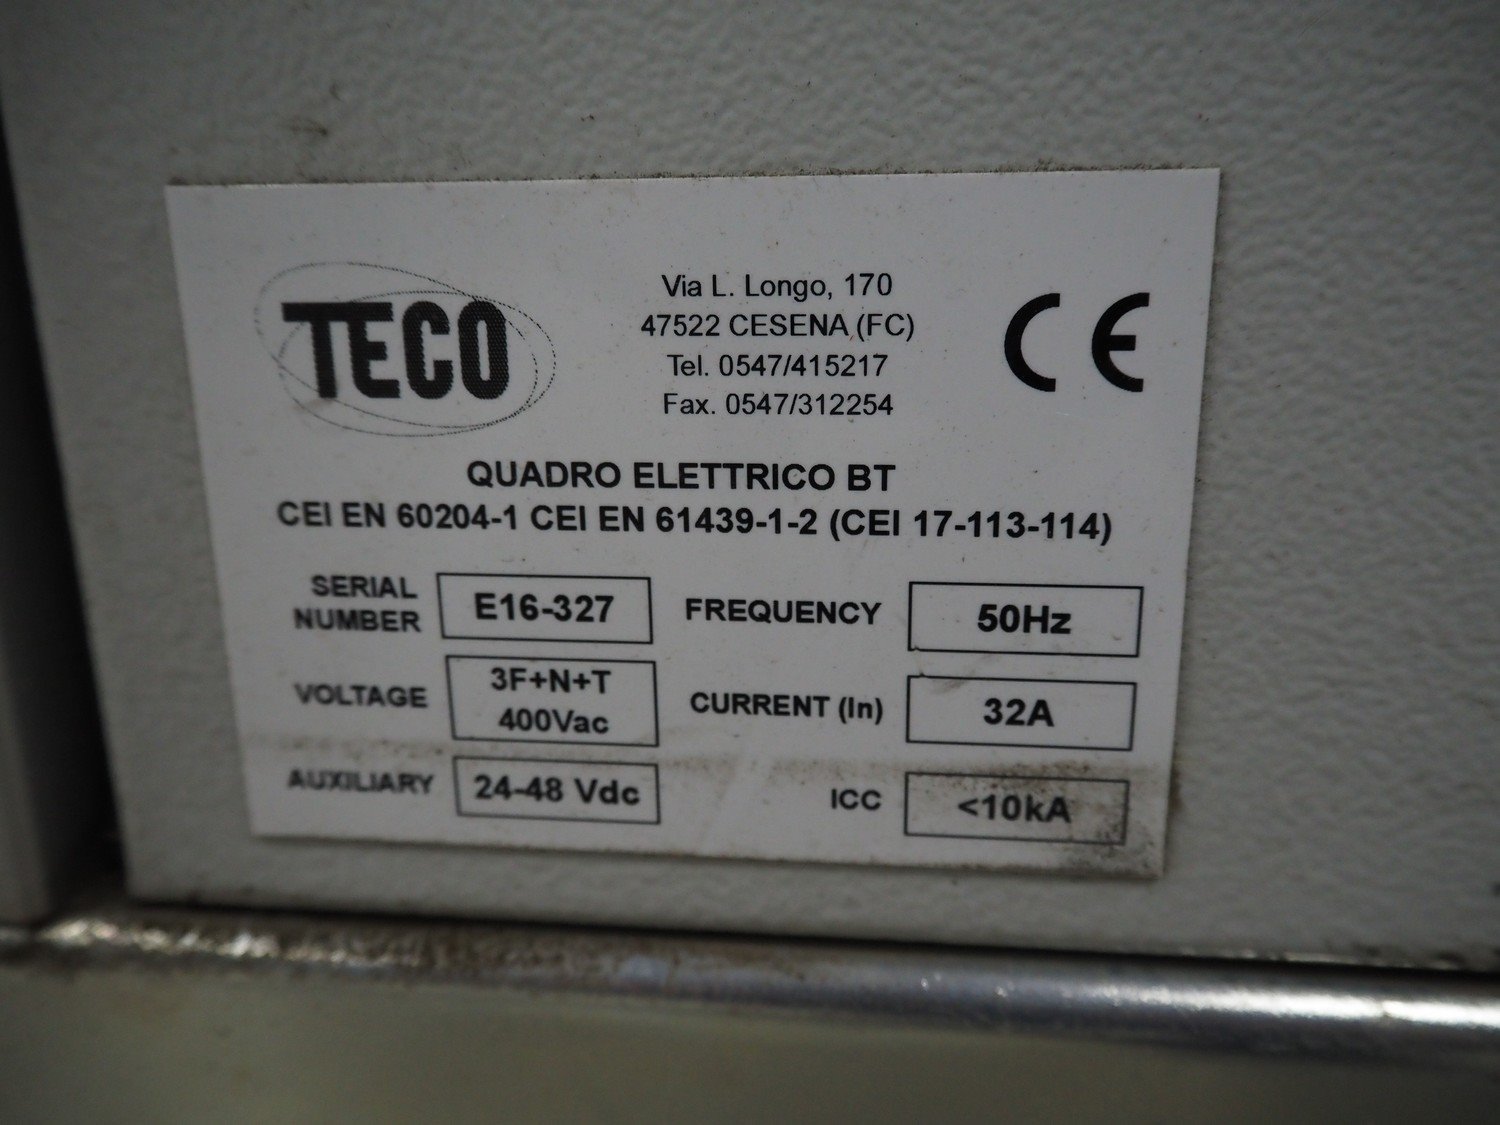 TECO
Via L. Longo, 170
47522 CESENA (FC)
Tel. 0547/415217
Fax. 0547/312254
CE
QUADRO ELETTRICO BT
CEI EN 60204-1 CEI EN 61439-1-2 (CEI 17-113-114)
SERIAL
NUMBER
E16-327
FREQUENCY
50Hz
VOLTAGE
3F+N+T
400Vac
CURRENT (In)
32A
AUXILIARY
24-48 Vdc
ICC
<10kA